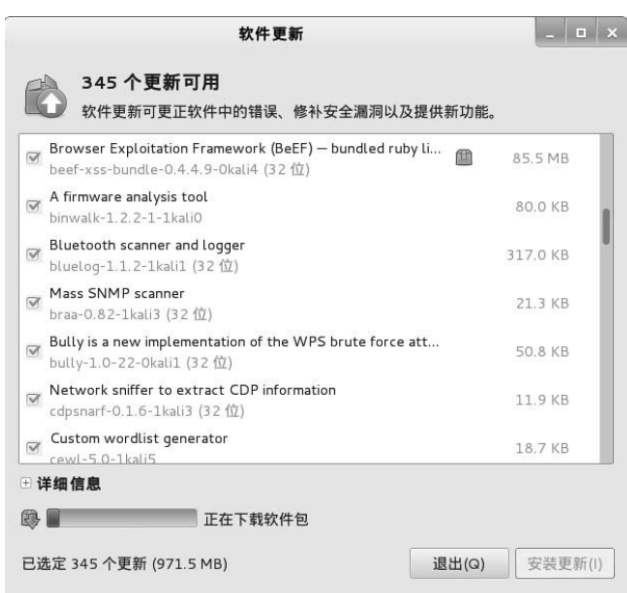 软件更新
345 个更新可用
软件更新可更正软件中的错误、修补安全漏洞以及提供新功能。
Browser Exploitation Framework (BeEF) — bundled ruby li...
85.5 MB
beef-xss-bundle-0.4.4.9-0kali4 (32 位)
A firmware analysis tool
80.0 KB
binwalk-1.2.2-1-1kali0
Bluetooth scanner and logger
317.0 KB
bluelog-1.1.2-1kali1 (32 位)
Mass SNMP scanner
21.3 KB
braa-0.82-1kali3 (32 位)
Bully is a new implementation of the WPS brute force att...
50.8 KB
bully-1.0-22-0kali1 (32 位)
Network sniffer to extract CDP information
11.9 KB
cdpsnarf-0.1.6-1kali3 (32 位)
Custom wordlist generator
18.7 KB
cewl-5.0-1kali5
详细信息
正在下载软件包
已选定 345 个更新 (971.5 MB)
退出(Q)
安装更新(I)